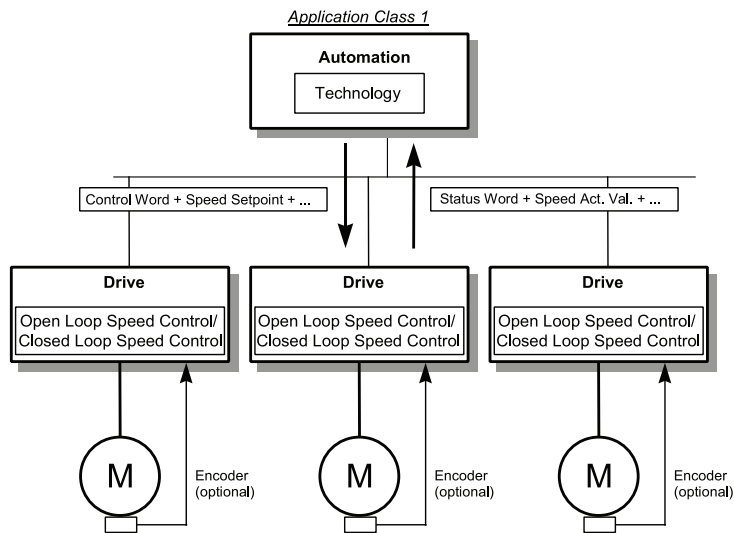 Application Class 1
Automation
Technology
Control Word + Speed Setpoint + ...
Status Word + Speed Act. Val. + ...
Drive
Open Loop Speed Control/
Closed Loop Speed Control
Drive
Open Loop Speed Control/
Closed Loop Speed Control
Drive
Open Loop Speed Control/
Closed Loop Speed Control
M
Encoder
(optional)
M
Encoder
(optional)
M
Encoder
(optional)